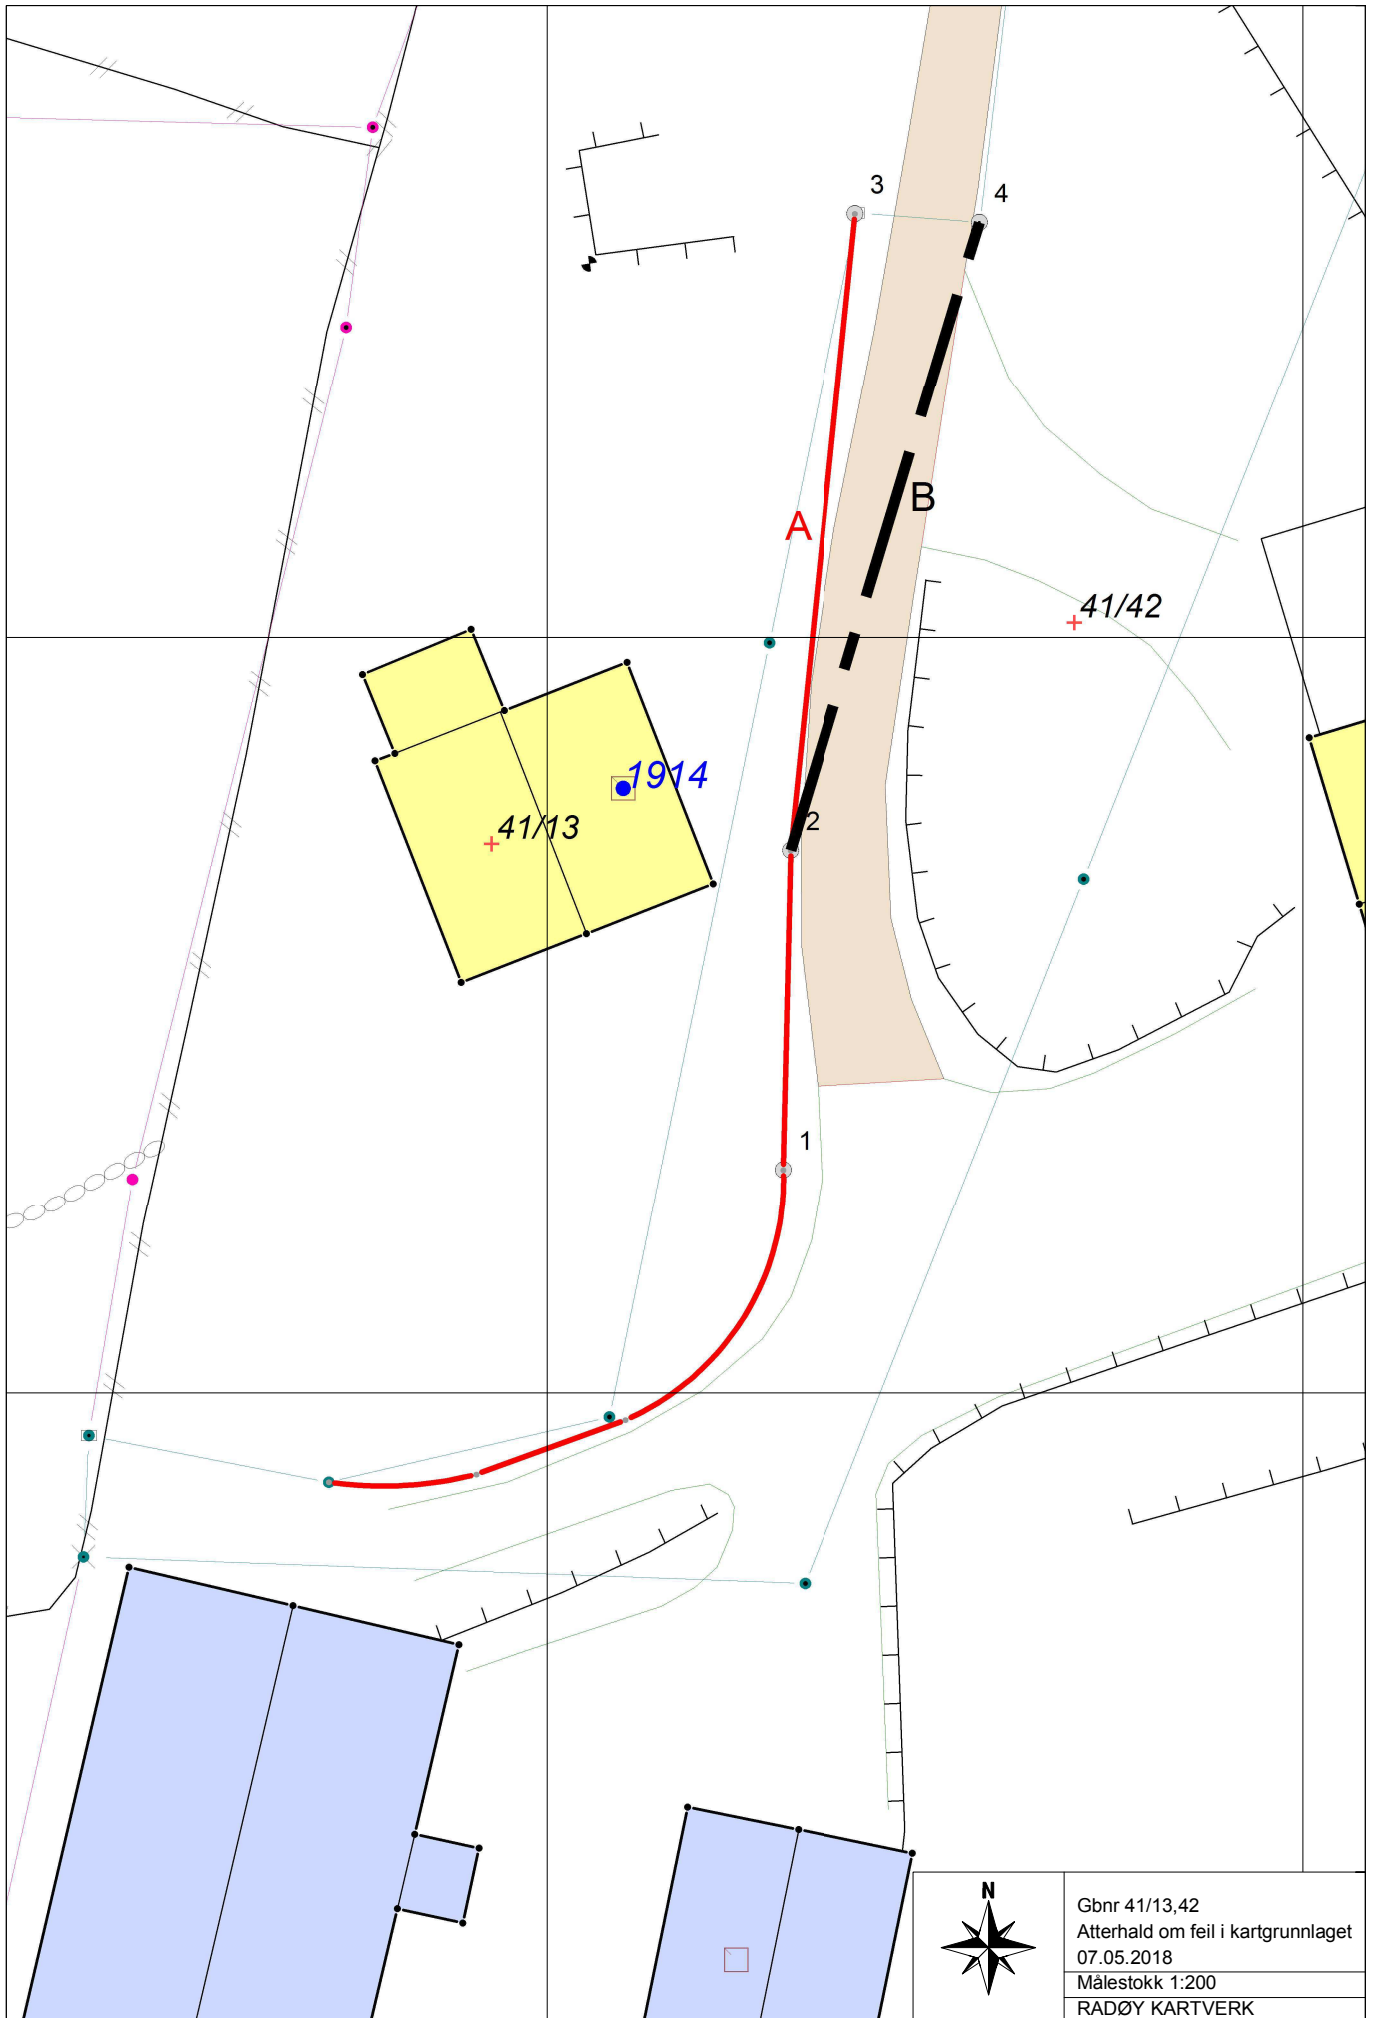 3
4
A
B
41/42
1914
41/13
2
1
N
Gbnr 41/13,42
Atterhald om feil i kartgrunnlaget
07.05.2018
Målestokk 1:200
RADØY KARTVERK